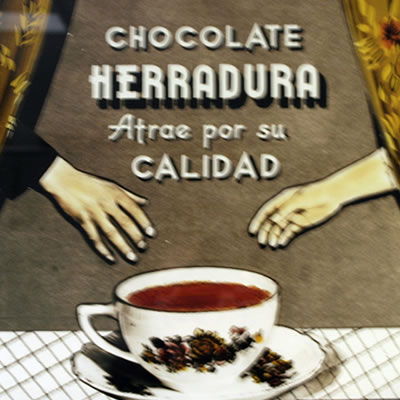 CHOCOLATE
HERRADURA
Atrae por su
CALIDAD